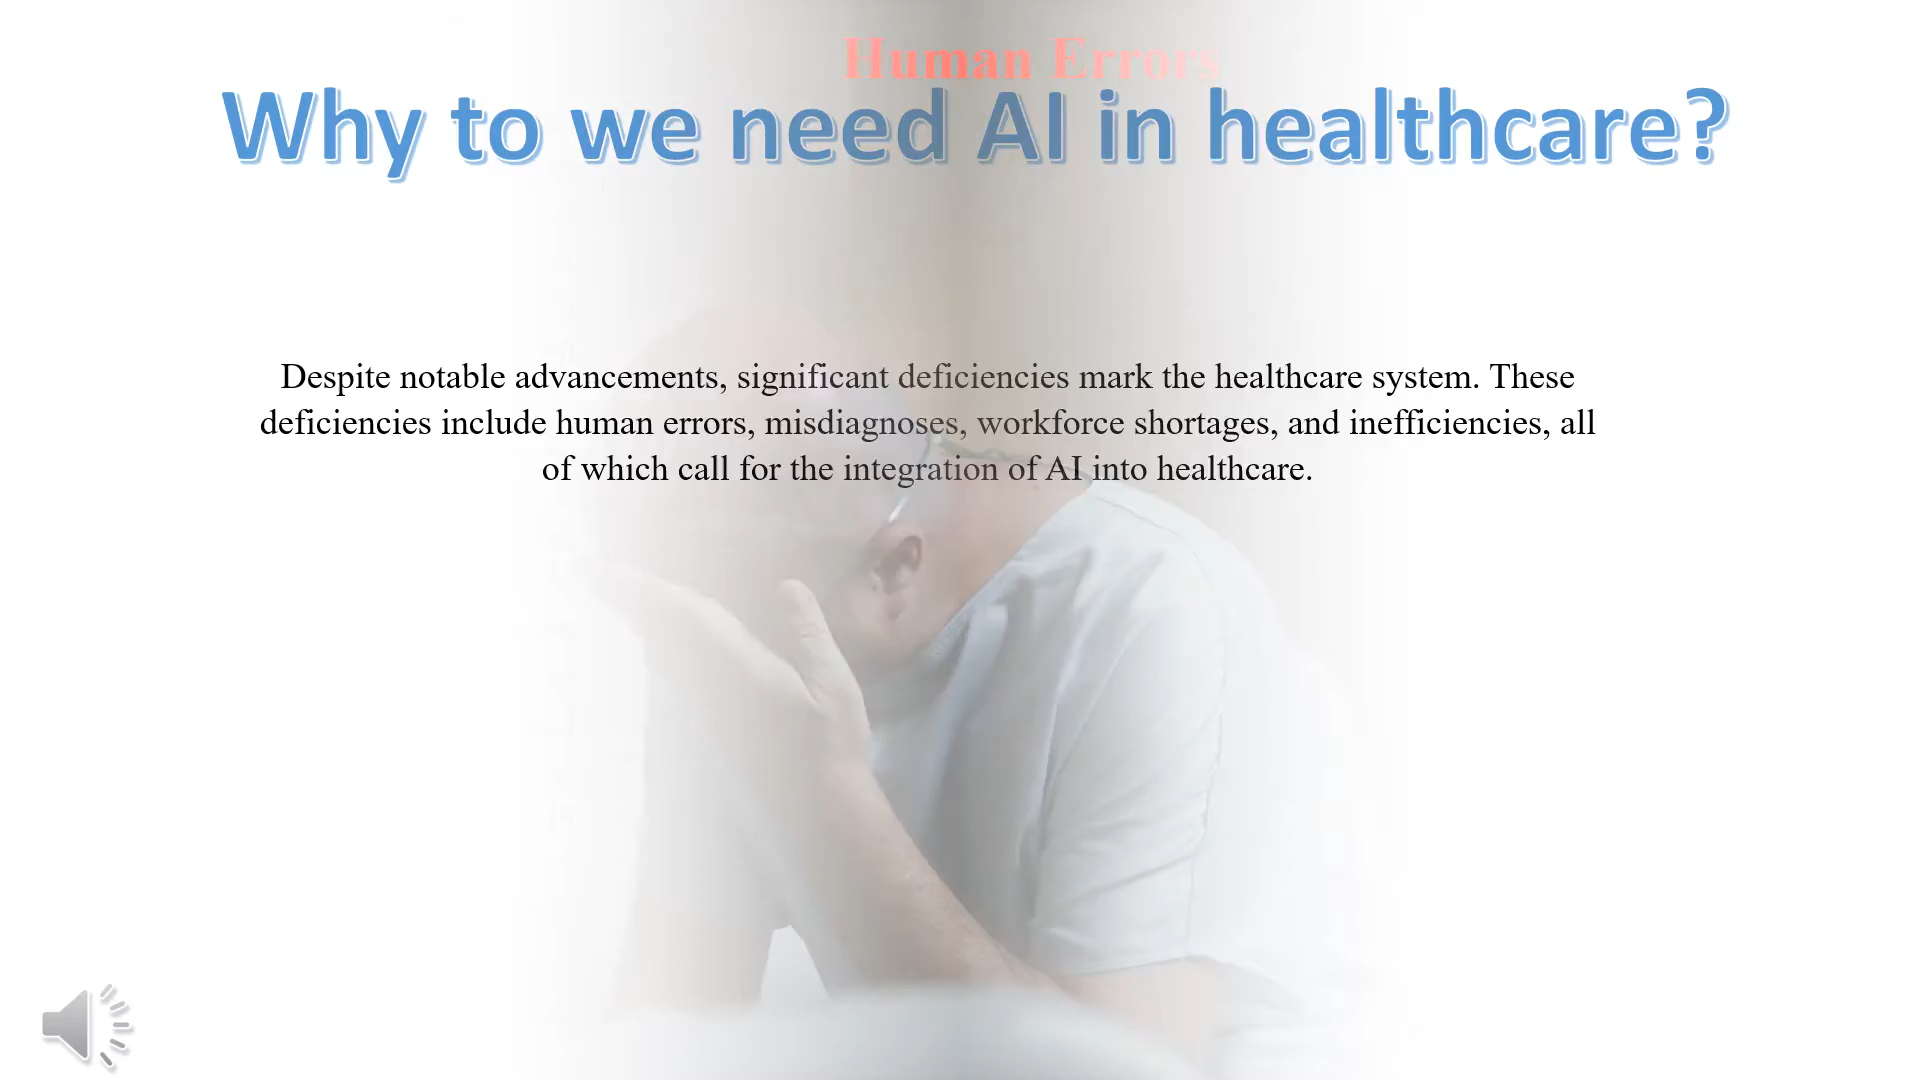 Human Errors
Why to we need AI in healthcare?
Despite notable advancements, significant deficiencies mark the healthcare system. These
deficiencies include human errors, misdiagnoses, workforce shortages, and inefficiencies, all
of which call for the integration of AI into healthcare.